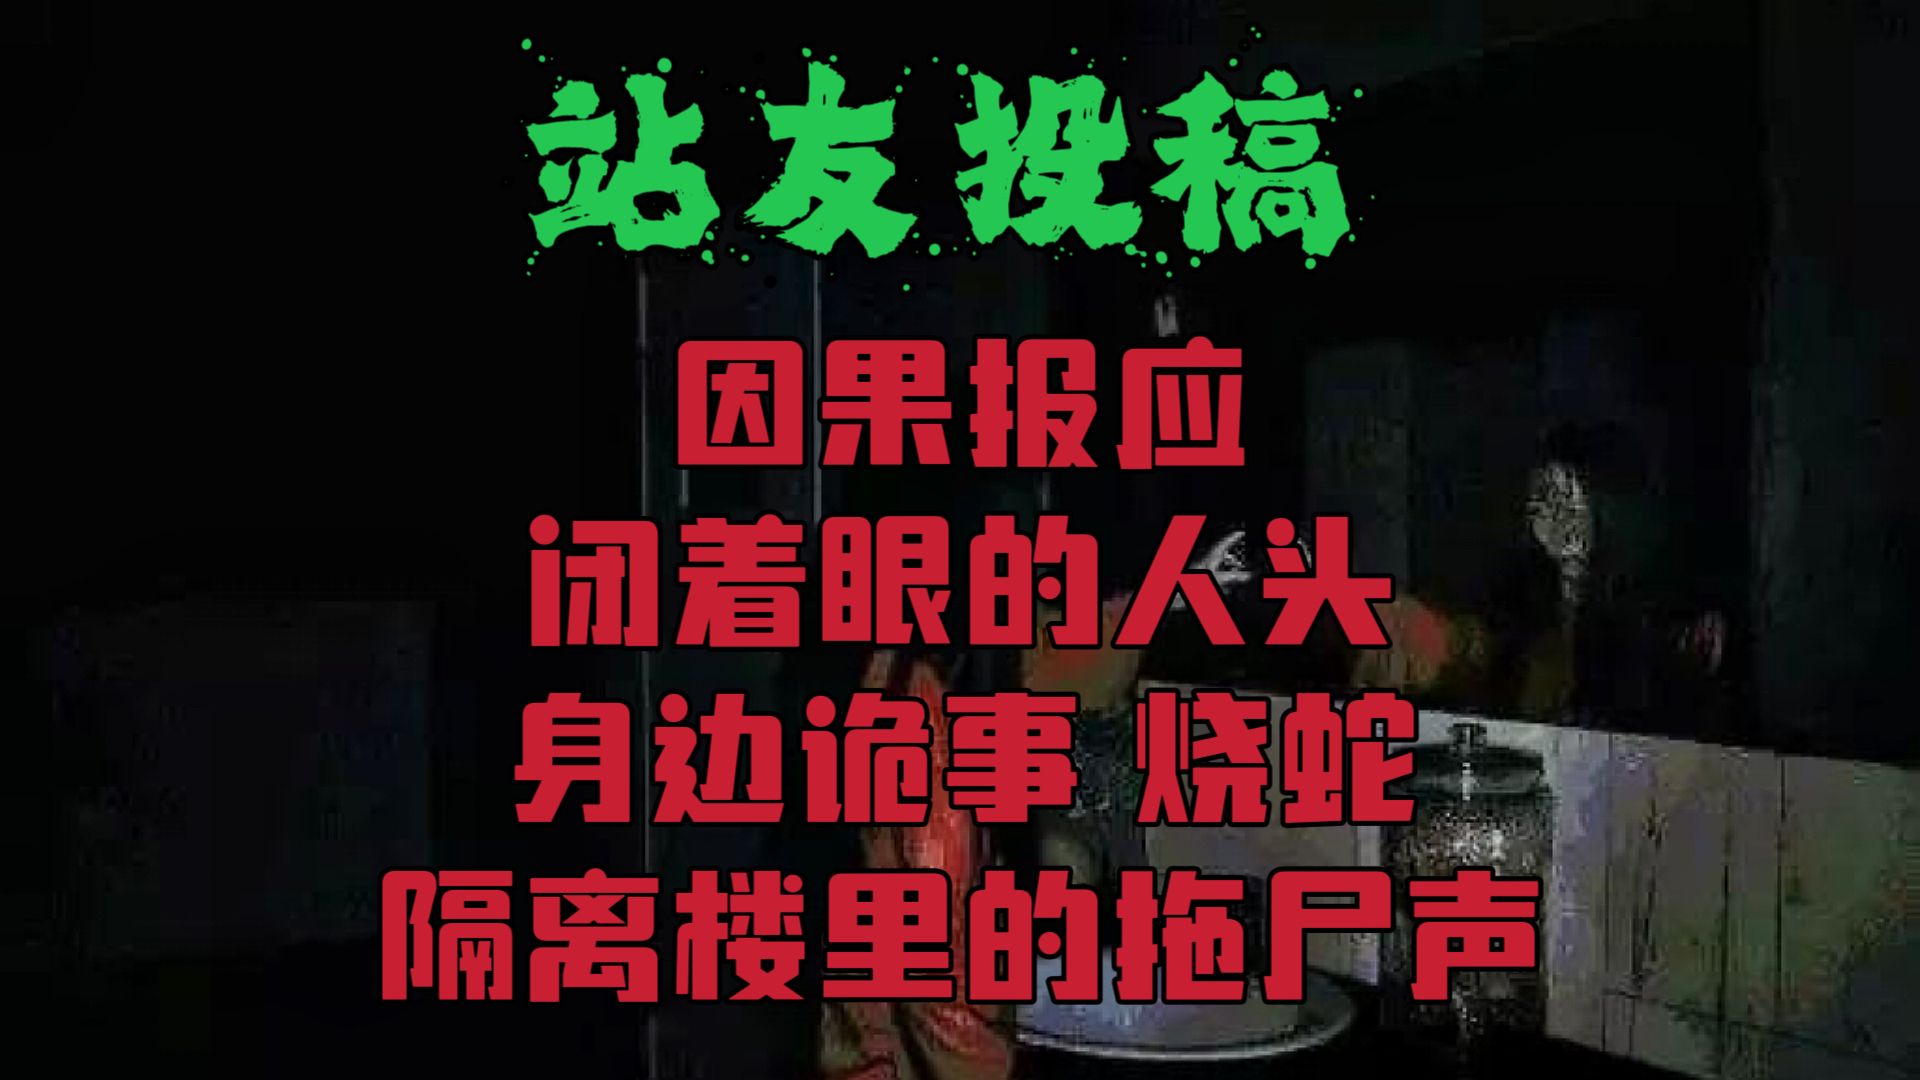 站友投稿
因果报应
闭着眼的人头
身边诡事 烧蛇
隔离楼里的拖尸声